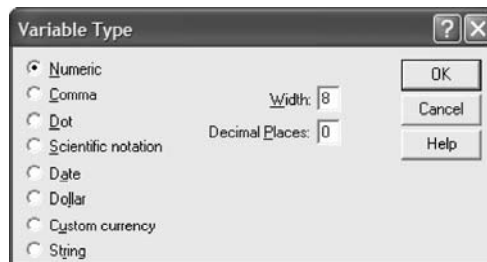 Variable Type
Numeric
Comma
Dot
Scientific notation
Date
Dollar
Custom currency
String
Width: 8
Decimal Places: 0
OK
Cancel
Help